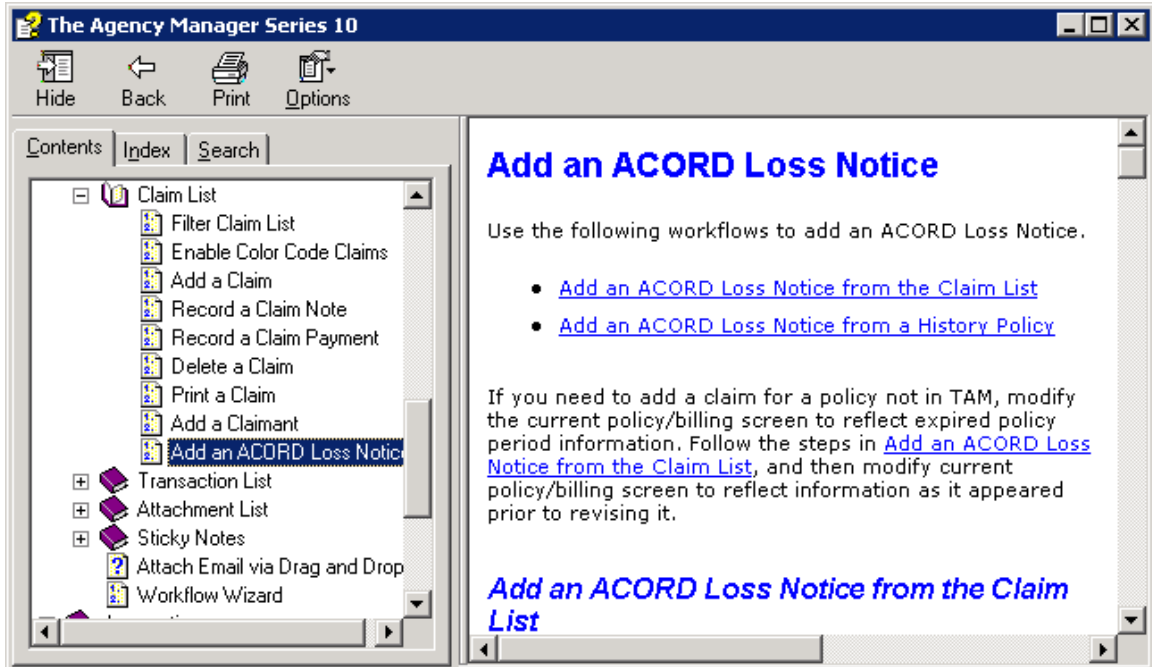 The Agency Manager Series 10
Hide Back Print Options
Contents Index Search
Claim List
Filter Claim List
Enable Color Code Claims
Add a Claim
Record a Claim Note
Record a Claim Payment
Delete a Claim
Print a Claim
Add a Claimant
Add an ACORD Loss Notice
Transaction List
Attachment List
Sticky Notes
Attach Email via Drag and Drop
Workflow Wizard
Add an ACORD Loss Notice
Use the following workflows to add an ACORD Loss Notice.
Add an ACORD Loss Notice from the Claim List
Add an ACORD Loss Notice from a History Policy
If you need to add a claim for a policy not in TAM, modify
the current policy/billing screen to reflect expired policy
period information. Follow the steps in Add an ACORD Loss
Notice from the Claim List, and then modify current
policy/billing screen to reflect information as it appeared
prior to revising it.
Add an ACORD Loss Notice from the Claim
List